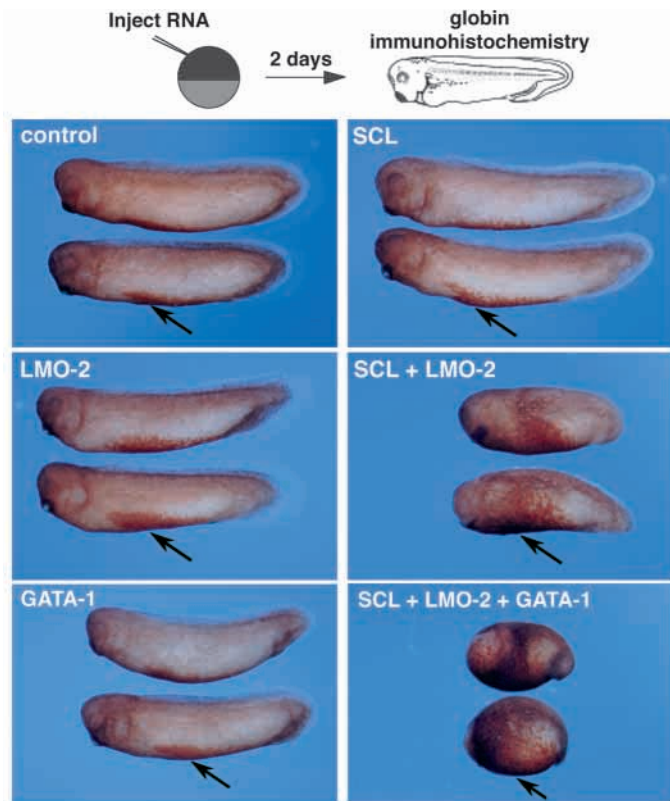 Inject RNA
2 days
globin
immunohistochemistry
control
SCL
LMO-2
SCL + LMO-2
GATA-1
SCL + LMO-2 + GATA-1